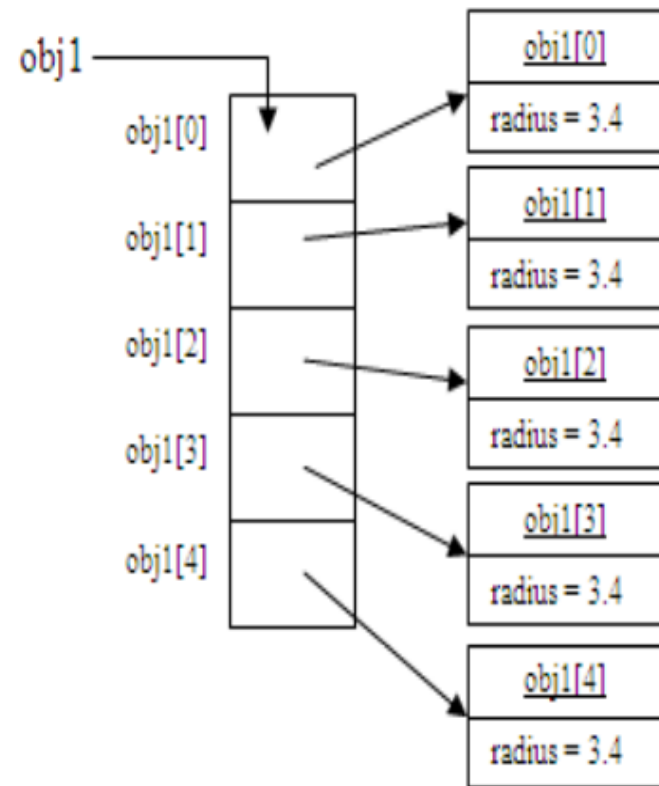 obj1
obj1[0]
obj1[1]
obj1[2]
obj1[3]
obj1[4]
obj1[0]
radius = 3.4
obj1[1]
radius = 3.4
obj1[2]
radius = 3.4
obj1[3]
radius = 3.4
obj1[4]
radius = 3.4